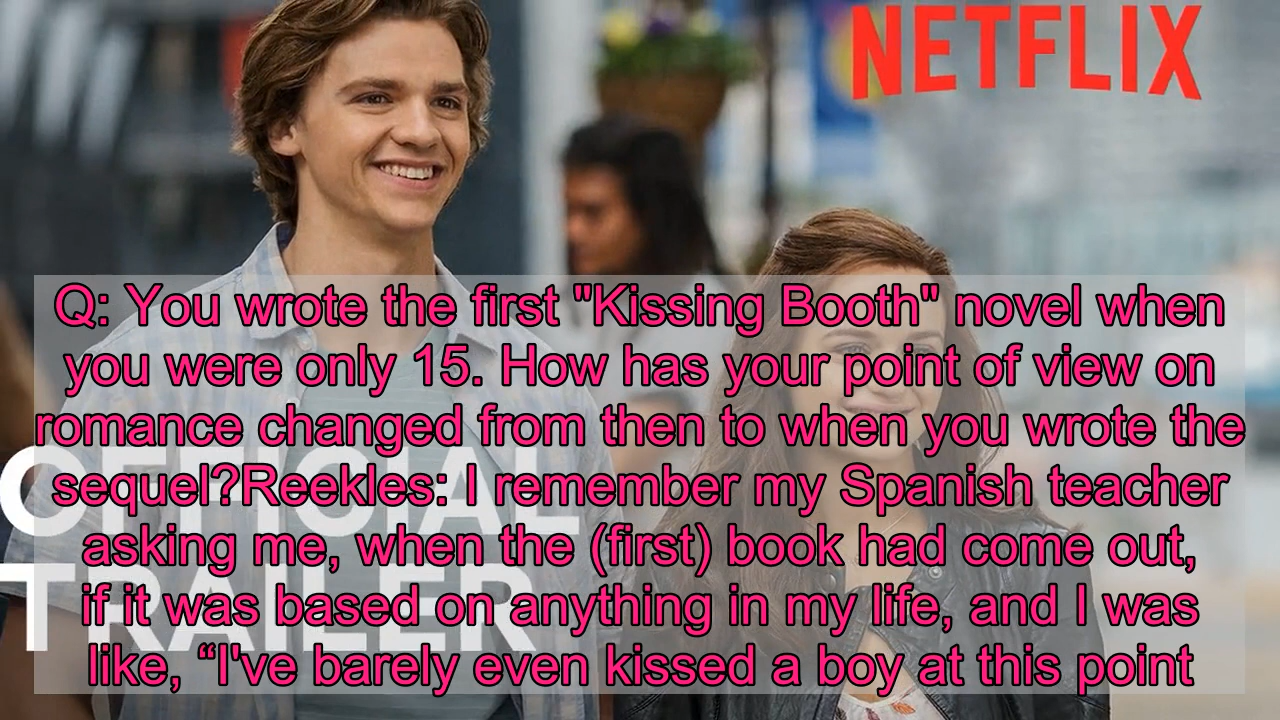 NETFLIX
Q: You wrote the first "Kissing Booth" novel when
you were only 15. How has your point of view on
romance changed from then to when you wrote the
sequel?Reekles: I remember my Spanish teacher
asking me, when the (first) book had come out,
if it was based on anything in my life, and I was
like, “I've barely even kissed a boy at this point
OFFICIAL
TRAILER